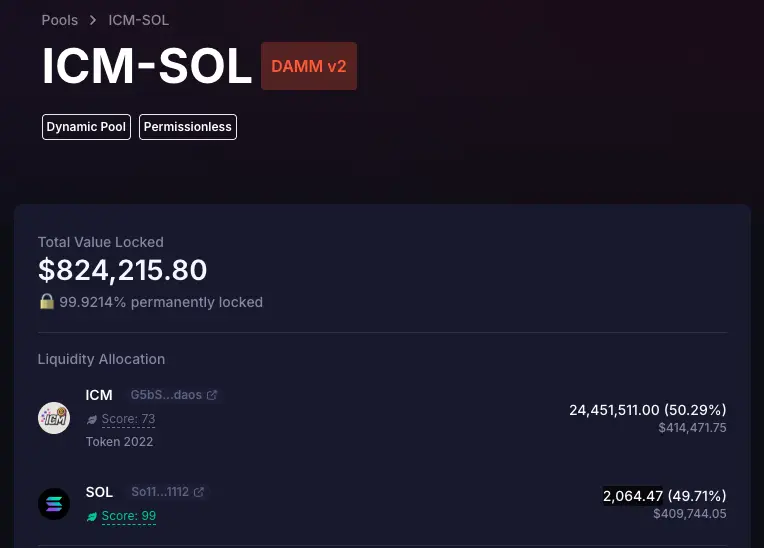 Pools > ICM-SOL
ICM-SOL DAMM v2
Dynamic Pool Permissionless
Total Value Locked
$824,215.80
🔒 99.9214% permanently locked
Liquidity Allocation
ICM G5bS...daos
Score: 73
Token 2022
24,451,511.00 (50.29%)
$414,471.75
SOL So11...1112
Score: 99
2,064.47 (49.71%)
$409,744.05